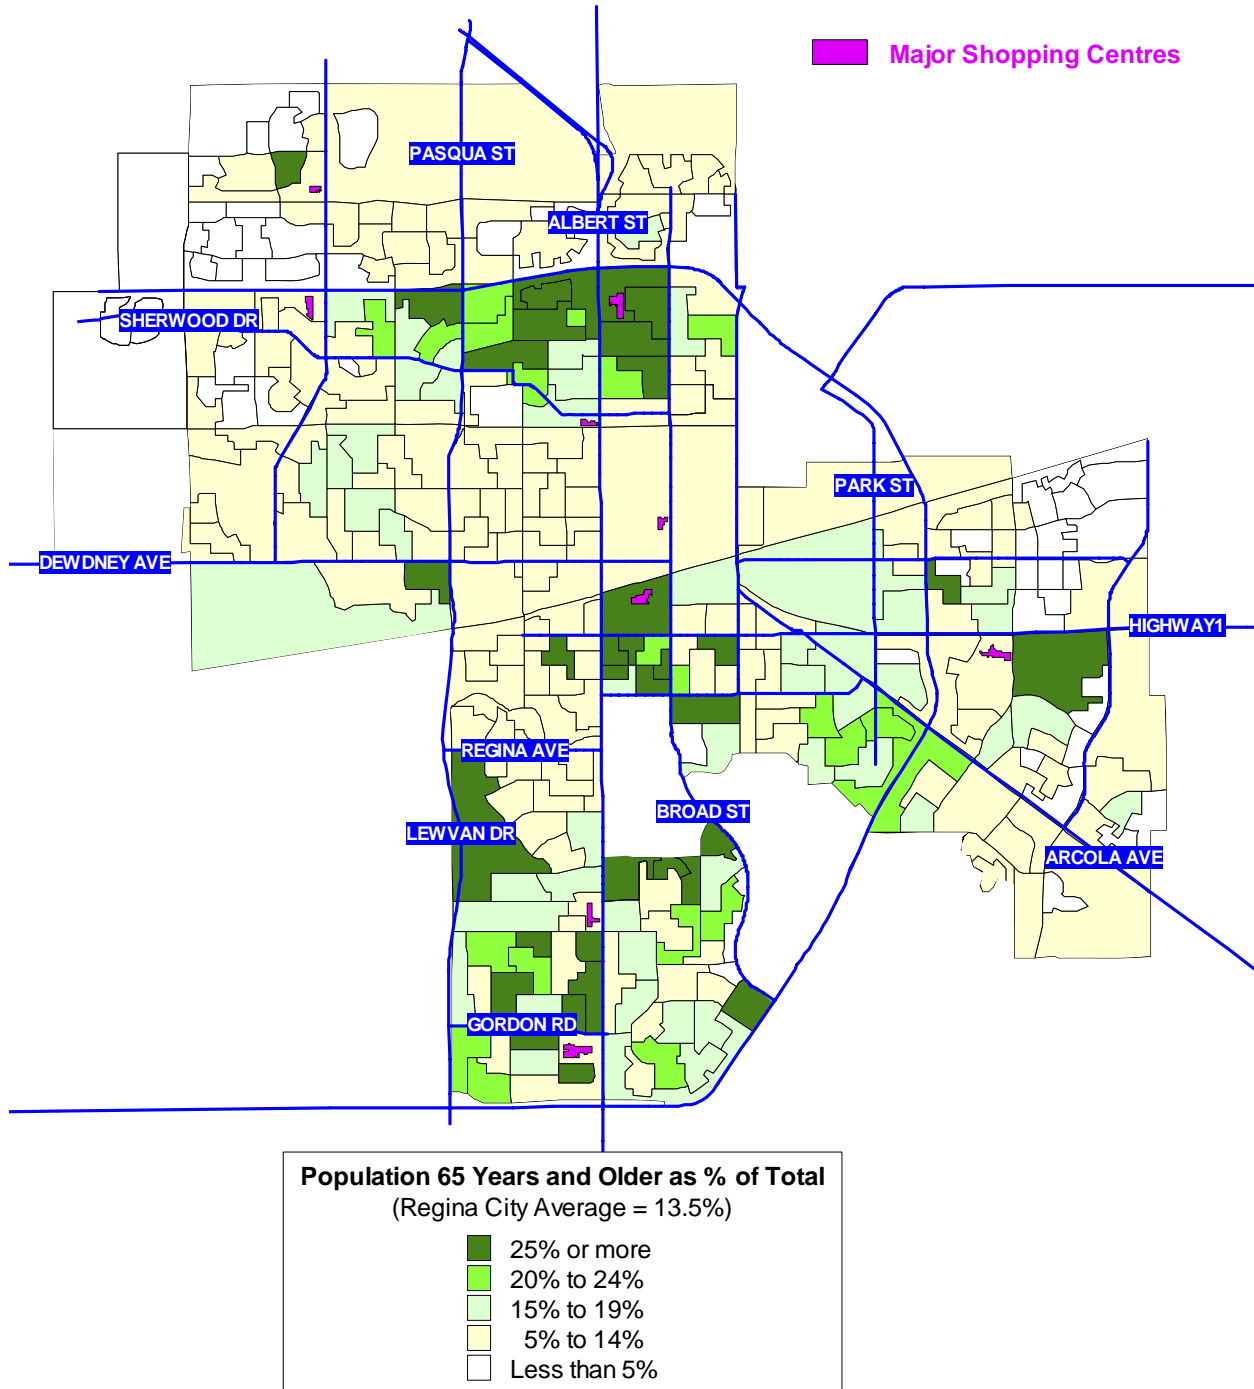 Major Shopping Centres
PASQUA ST
ALBERT ST
SHERWOOD DR
PARK ST
DEWDNEY AVE
HIGHWAY1
REGINA AVE
BROAD ST
LEWVAN DR
ARCOLA AVE
GORDON RD
Population 65 Years and Older as % of Total
(Regina City Average = 13.5%)
25% or more
20% to 24%
15% to 19%
5% to 14%
Less than 5%